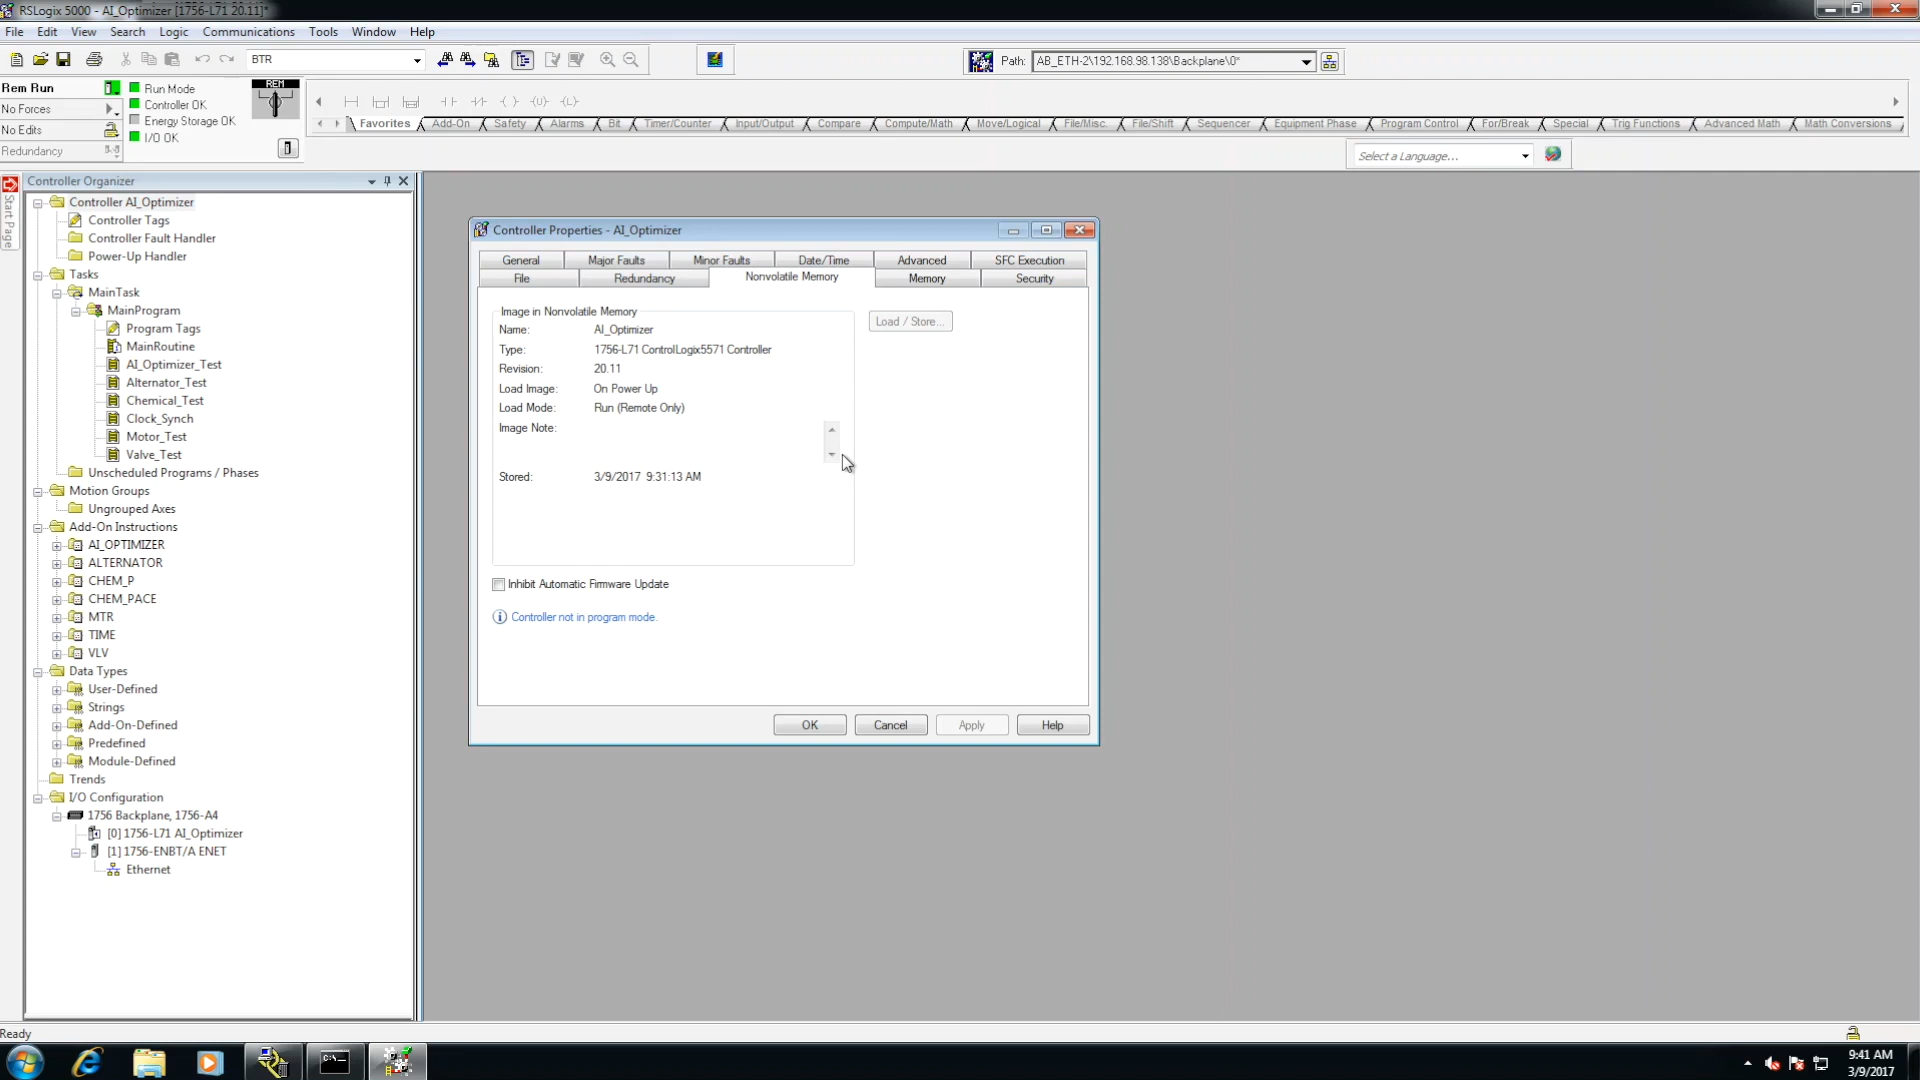 RSLogix 5000 - AI_Optimizer [1756-L71 20.11]*
File Edit View Search Logic Communications Tools Window Help
BTR
Path: AB_ETH-2\192.168.98.138\Backplane\0*
Rem Run
No Forces
No Edits
Redundancy
Run Mode
Controller OK
Energy Storage OK
I/O OK
REM
Favorites Add-On Safety Alarms Bit Timer/Counter Input/Output Compare Compute/Math Move/Logical File/Misc. File/Shift Sequencer Equipment Phase Program Control For/Break Special Trig Functions Advanced Math Math Conversions
Select a Language...
Start Page
Controller Organizer
Controller AI_Optimizer
Controller Tags
Controller Fault Handler
Power-Up Handler
Tasks
MainTask
MainProgram
Program Tags
MainRoutine
AI_Optimizer_Test
Alternator_Test
Chemical_Test
Clock_Synch
Motor_Test
Valve_Test
Unscheduled Programs / Phases
Motion Groups
Ungrouped Axes
Add-On Instructions
AI_OPTIMIZER
ALTERNATOR
CHEM_P
CHEM_PACE
MTR
TIME
VLV
Data Types
User-Defined
Strings
Add-On-Defined
Predefined
Module-Defined
Trends
I/O Configuration
1756 Backplane, 1756-A4
[0] 1756-L71 AI_Optimizer
[1] 1756-ENBT/A ENET
Ethernet
Controller Properties - AI_Optimizer
General Major Faults Minor Faults Date/Time Advanced SFC Execution
File Redundancy Nonvolatile Memory Memory Security
Image in Nonvolatile Memory
Name: AI_Optimizer
Type: 1756-L71 ControlLogix5571 Controller
Revision: 20.11
Load Image: On Power Up
Load Mode: Run (Remote Only)
Image Note:
Stored: 3/9/2017 9:31:13 AM
Load / Store...
Inhibit Automatic Firmware Update
Controller not in program mode.
OK Cancel Apply Help
Ready
9:41 AM
3/9/2017